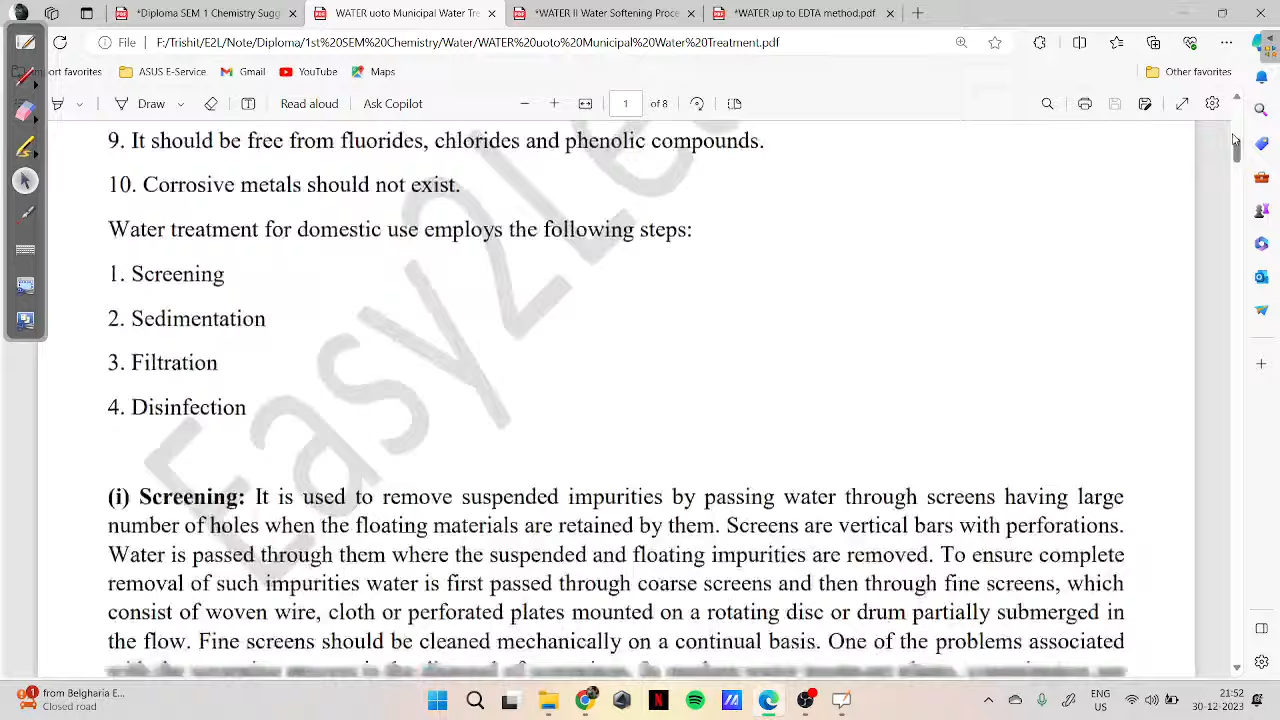 *Diploma SEM 1 Chemistry Sugg
WATER uoto Municipal Water Tre
*WATER II Water Softening Proce
*WATER up to EDTA method.pdf
File
F:/Trishit/E2L/Note/Diploma/1st%20SEM%20Chemistry/Water/WATER%20uoto%20Municipal%20Water%20Treatment.pdf
port favorites
ASUS E-Service
Gmail
YouTube
Maps
Other favorites
Draw
Read aloud
Ask Copilot
1
of 8
Easy2Le
9. It should be free from fluorides, chlorides and phenolic compounds.
10. Corrosive metals should not exist.
Water treatment for domestic use employs the following steps:
1. Screening
2. Sedimentation
3. Filtration
4. Disinfection
(i) Screening: It is used to remove suspended impurities by passing water through screens having large
number of holes when the floating materials are retained by them. Screens are vertical bars with perforations.
Water is passed through them where the suspended and floating impurities are removed. To ensure complete
removal of such impurities water is first passed through coarse screens and then through fine screens, which
consist of woven wire, cloth or perforated plates mounted on a rotating disc or drum partially submerged in
the flow. Fine screens should be cleaned mechanically on a continual basis. One of the problems associated
from Belgharia E...
Closed road
ENG
21:52
30-12-2023